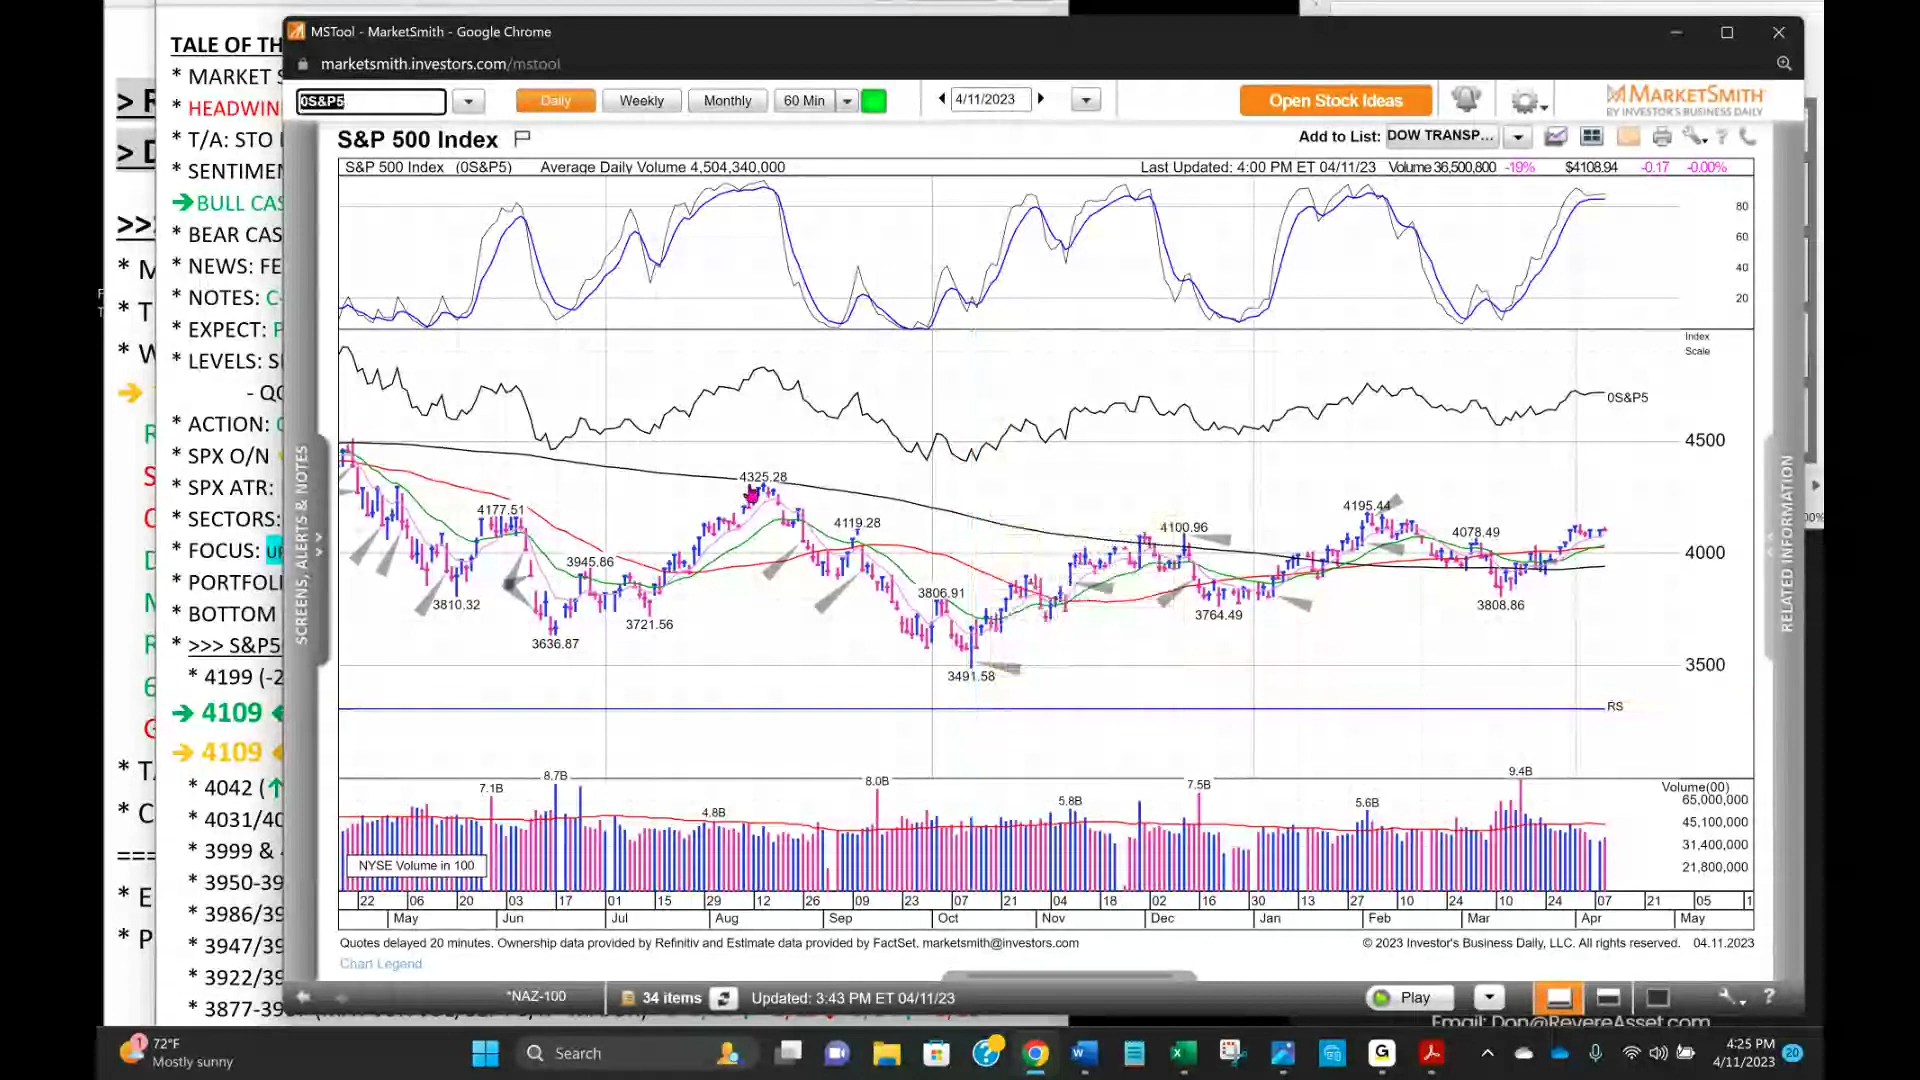 MSTool - MarketSmith - Google Chrome
marketsmith.investors.com/mstool
0S&P5
Daily
Weekly
Monthly
60 Min
4/11/2023
Open Stock Ideas
MARKETSMITH
BY INVESTOR'S BUSINESS DAILY
S&P 500 Index
Add to List:
DOW TRANSP...
S&P 500 Index (0S&P5)
Average Daily Volume 4,504,340,000
Last Updated: 4:00 PM ET 04/11/23
Volume 36,500,800
-19%
$4108.94
-0.17
-0.00%
80
60
40
20
Index
Scale
0S&P5
4500
4000
3500
4325.28
4177.51
4195.44
4119.28
4100.96
4078.49
3945.86
3806.91
3810.32
3721.56
3764.49
3808.86
3636.87
3491.58
RS
7.1B
8.7B
4.8B
8.0B
5.8B
7.5B
5.6B
9.4B
Volume(00)
65,000,000
45,100,000
31,400,000
21,800,000
NYSE Volume in 100
22 06 20 03 17 01 15 29 12 26 09 23 07 21 04 18 02 16 30 13 27 10 24 10 24 07 21 05 1
May Jun Jul Aug Sep Oct Nov Dec Jan Feb Mar Apr May
Quotes delayed 20 minutes. Ownership data provided by Refinitiv and Estimate data provided by FactSet. marketsmith@investors.com
© 2023 Investor's Business Daily, LLC. All rights reserved.
04.11.2023
Chart Legend
SCREENS, ALERTS & NOTES
RELATED INFORMATION
*NAZ-100
34 items
Updated: 3:43 PM ET 04/11/23
Play
?
TALE OF TH
* MARKET S
* HEADWIN
* T/A: STO
* SENTIMEN
➔ BULL CAS
* BEAR CAS
* NEWS: FE
* NOTES: C-
* EXPECT: P
* LEVELS: S
- QQ
* ACTION:
* SPX O/N
* SPX ATR:
* SECTORS:
* FOCUS: UP
* PORTFOLI
* BOTTOM
* >>> S&P5
* 4199 (-2
➔ 4109
➔ 4109
* 4042 (↑
* 4031/40
* 3999 &
* 3950-39
* 3986/39
* 3947/39
* 3922/39
* 3877-39
> R
> D
>>
* M
* T
* W
➔
R
S
D
N
R
6
G
* T
* C
===
* E
* P
Email: Don@RevereAsset.com
1
72°F
Mostly sunny
Search
4:25 PM
4/11/2023
20